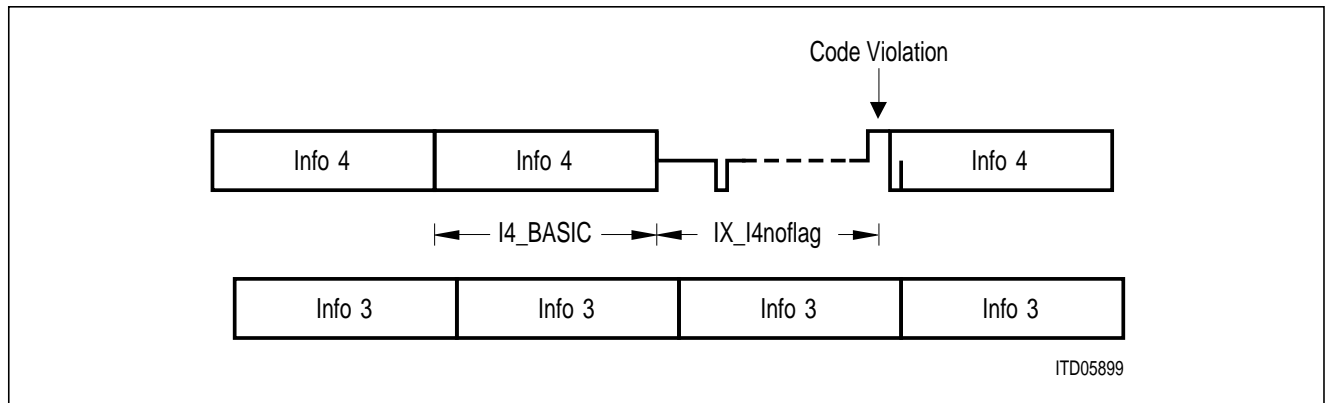 Code Violation
Info 4 Info 4 Info 4
I4_BASIC IX_I4noflag
Info 3 Info 3 Info 3 Info 3
ITD05899